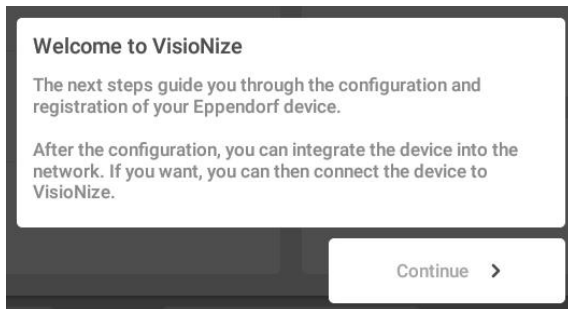 Welcome to VisioNize
The next steps guide you through the configuration and
registration of your Eppendorf device.
After the configuration, you can integrate the device into the
network. If you want, you can then connect the device to
VisioNize.
Continue